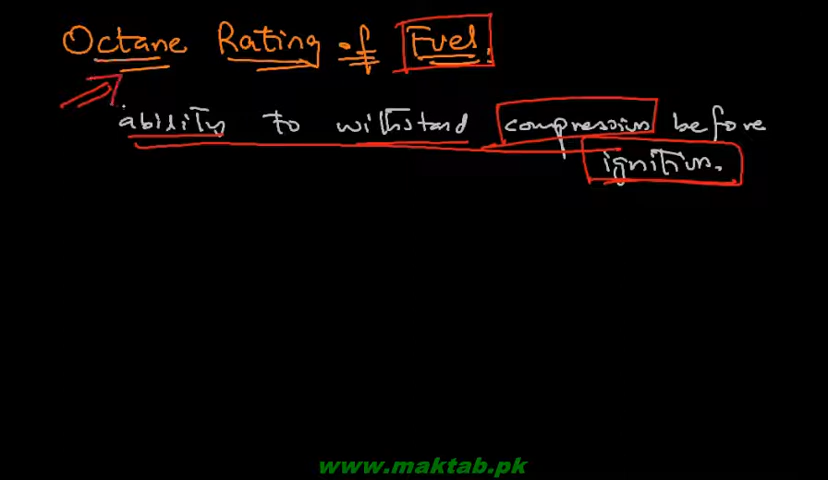 Octane Rating of Fuel.
ability to withstand compression before
ignition.
www.maktab.pk